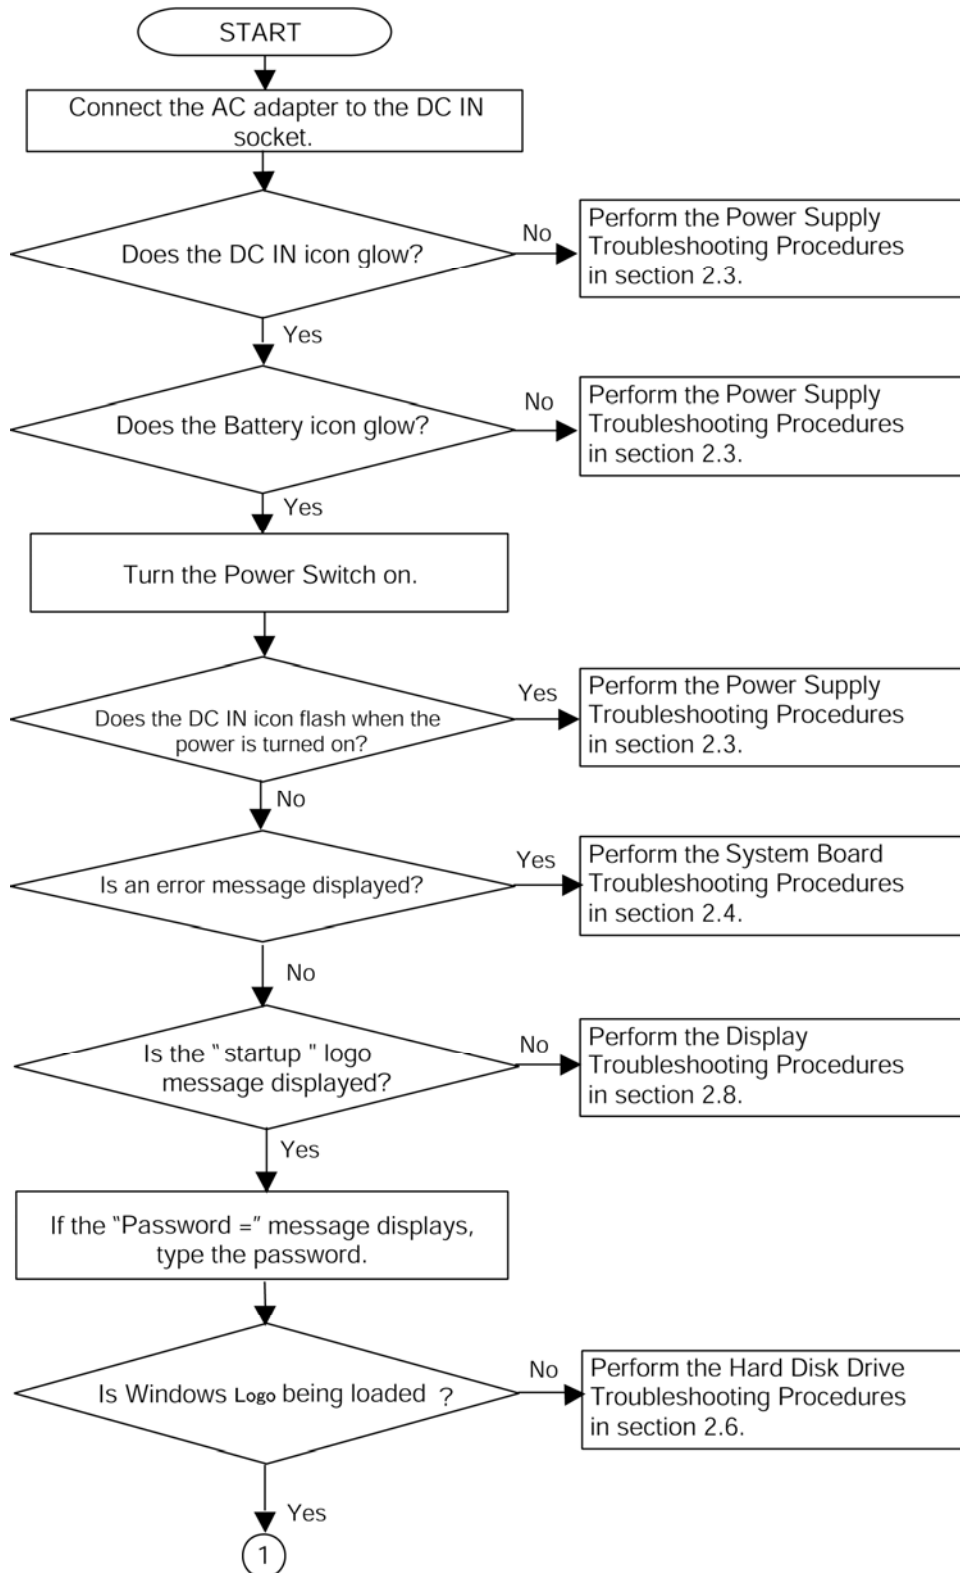 START
Connect the AC adapter to the DC IN
socket.
Does the DC IN icon glow?
No
Perform the Power Supply
Troubleshooting Procedures
in section 2.3.
Yes
Does the Battery icon glow?
No
Perform the Power Supply
Troubleshooting Procedures
in section 2.3.
Yes
Turn the Power Switch on.
Does the DC IN icon flash when the
power is turned on?
Yes
Perform the Power Supply
Troubleshooting Procedures
in section 2.3.
No
Is an error message displayed?
Yes
Perform the System Board
Troubleshooting Procedures
in section 2.4.
No
Is the “ startup ” logo
message displayed?
No
Perform the Display
Troubleshooting Procedures
in section 2.8.
Yes
If the “Password =” message displays,
type the password.
Is Windows Logo being loaded ?
No
Perform the Hard Disk Drive
Troubleshooting Procedures
in section 2.6.
Yes
1